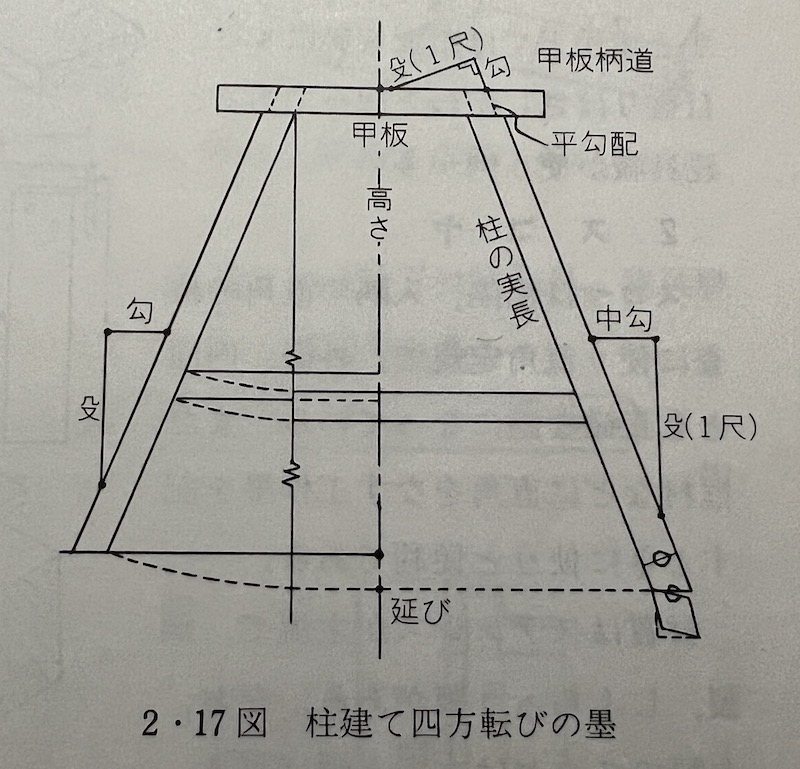 殳(1尺)
勾
甲板柄道
甲板
平勾配
高さ
柱の実長
勾
殳
中勾
殳(1尺)
延び
2・17図 柱建て四方転びの墨